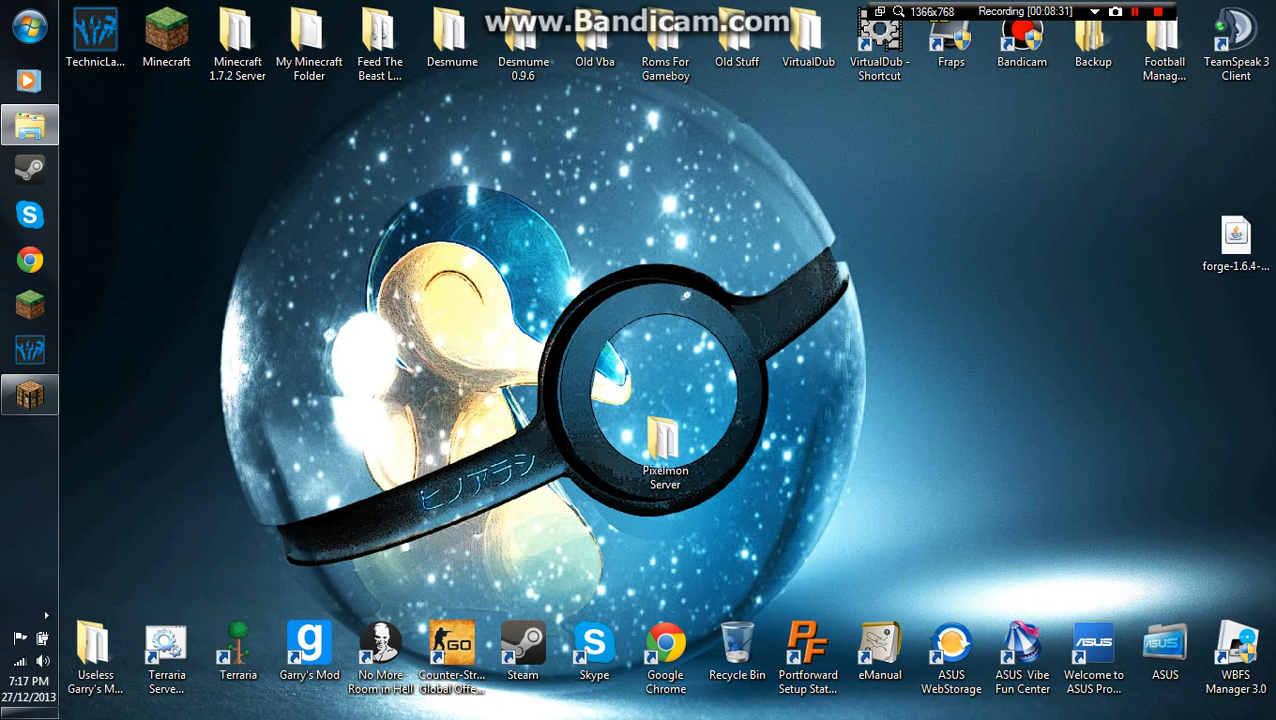 www.Bandicam.com
1366x768
Recording [00:08:31]
TechnicLa...
Minecraft
Minecraft
1.7.2 Server
My Minecraft
Folder
Feed The
Beast L...
Desmume
Desmume
0.9.6
Old Vba
Roms For
Gameboy
Old Stuff
VirtualDub
VirtualDub -
Shortcut
Fraps
Bandicam
Backup
Football
Manag...
TeamSpeak 3
Client
forge-1.6.4-...
ヒノアラシ
Pixelmon
Server
Useless
Garry's M...
Terraria
Serve...
Terraria
g
Garry's Mod
No More
Room in Hell
GO
Counter-Str...
Global Offe...
Steam
Skype
Google
Chrome
Recycle Bin
PF
Portforward
Setup Stat...
eManual
ASUS
WebStorage
ASUS Vibe
Fun Center
ASUS
Welcome to
ASUS Pro...
ASUS
ASUS
WBFS
Manager 3.0
7:17 PM
27/12/2013